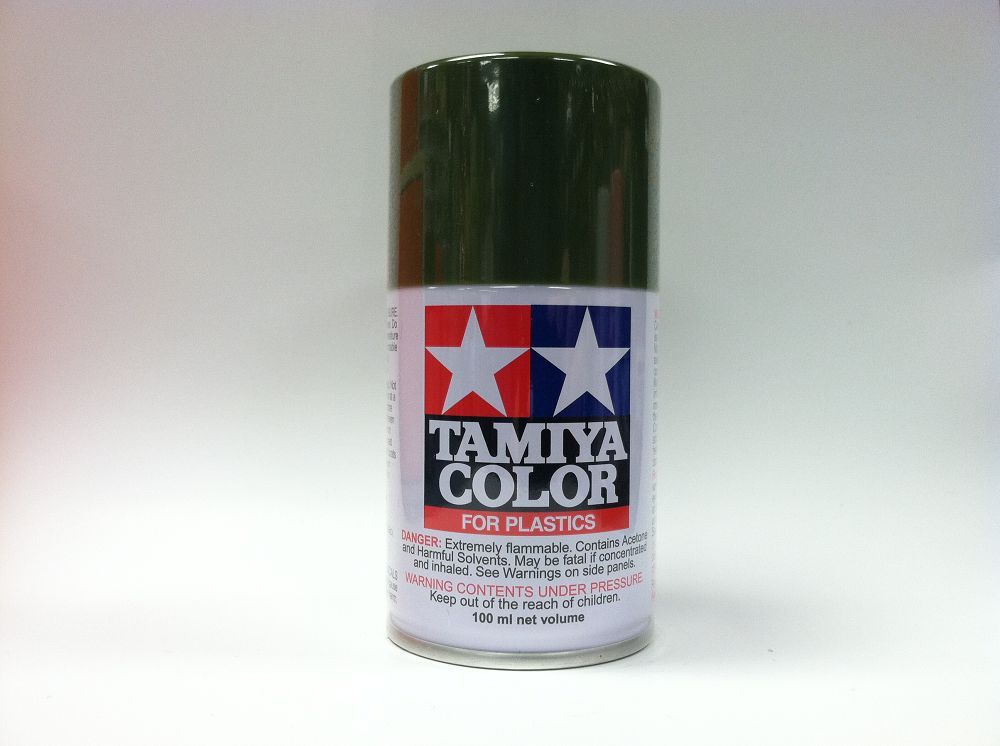 TAMIYA
COLOR
FOR PLASTICS
DANGER: Extremely flammable. Contains Acetone
and Harmful Solvents. May be fatal if concentrated
and inhaled. See Warnings on side panels.
WARNING CONTENTS UNDER PRESSURE
Keep out of the reach of children.
100 ml net volume